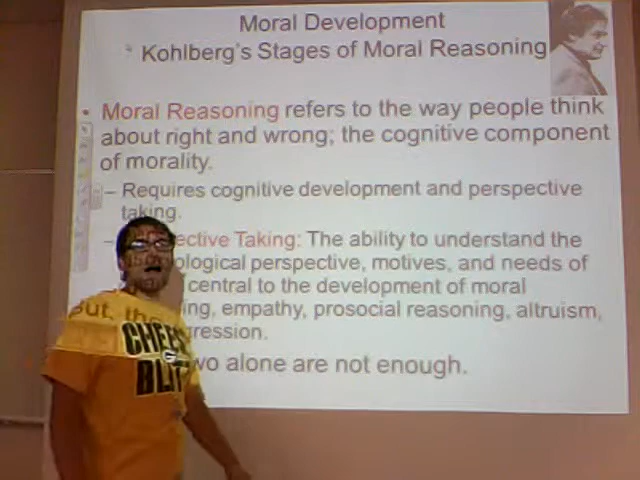 Moral Development
Kohlberg's Stages of Moral Reasoning
• Moral Reasoning refers to the way people think
about right and wrong; the cognitive component
of morality.
– Requires cognitive development and perspective
taking.
– ective Taking: The ability to understand the
ological perspective, motives, and needs of
central to the development of moral
ing, empathy, prosocial reasoning, altruism,
ression.
But, the wo alone are not enough.
CHEESE
G
BLITZ